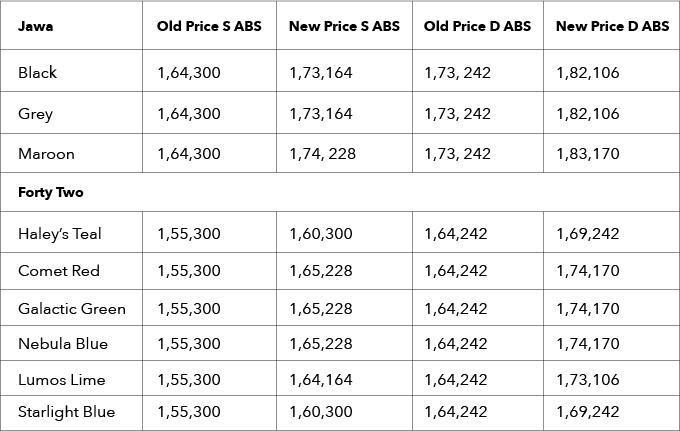 Jawa Old Price S ABS New Price S ABS Old Price D ABS New Price D ABS
Black 1,64,300 1,73,164 1,73, 242 1,82,106
Grey 1,64,300 1,73,164 1,73, 242 1,82,106
Maroon 1,64,300 1,74, 228 1,73, 242 1,83,170
Forty Two
Haley’s Teal 1,55,300 1,60,300 1,64,242 1,69,242
Comet Red 1,55,300 1,65,228 1,64,242 1,74,170
Galactic Green 1,55,300 1,65,228 1,64,242 1,74,170
Nebula Blue 1,55,300 1,65,228 1,64,242 1,74,170
Lumos Lime 1,55,300 1,64,164 1,64,242 1,73,106
Starlight Blue 1,55,300 1,60,300 1,64,242 1,69,242